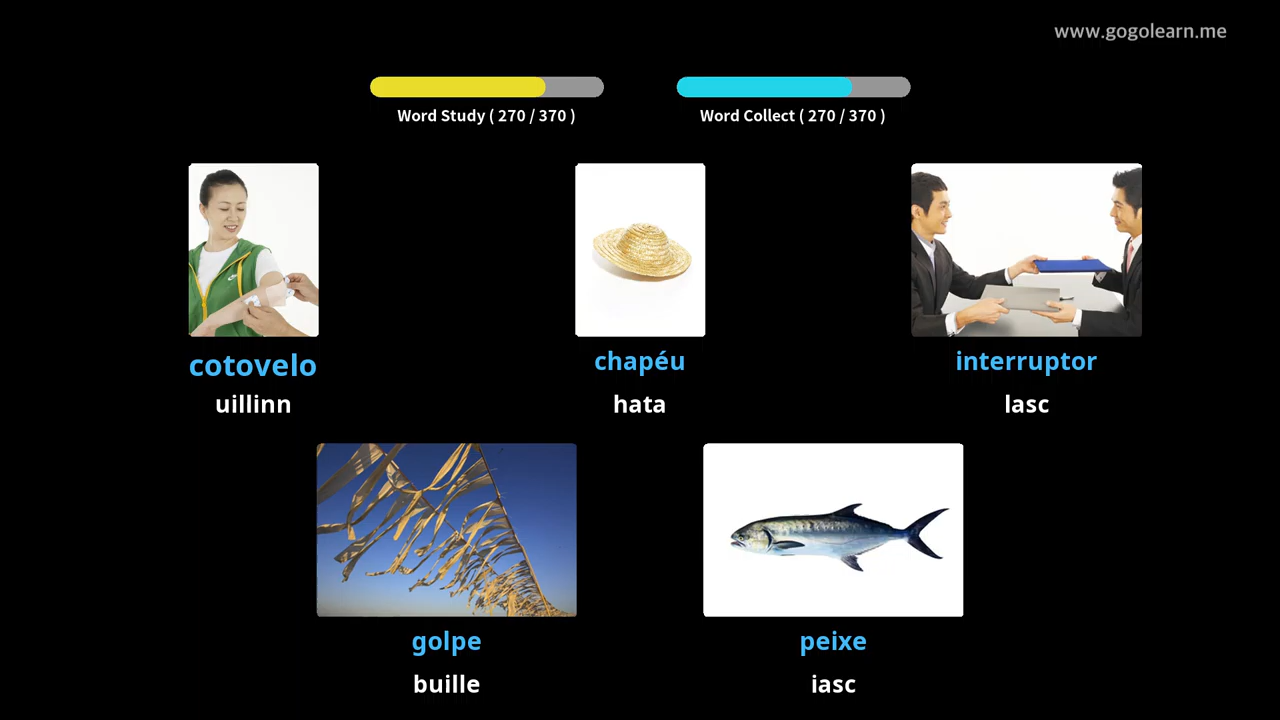 www.gogolearn.me
Word Study ( 270 / 370 )
Word Collect ( 270 / 370 )
cotovelo
uillinn
chapéu
hata
interruptor
lasc
golpe
buille
peixe
iasc